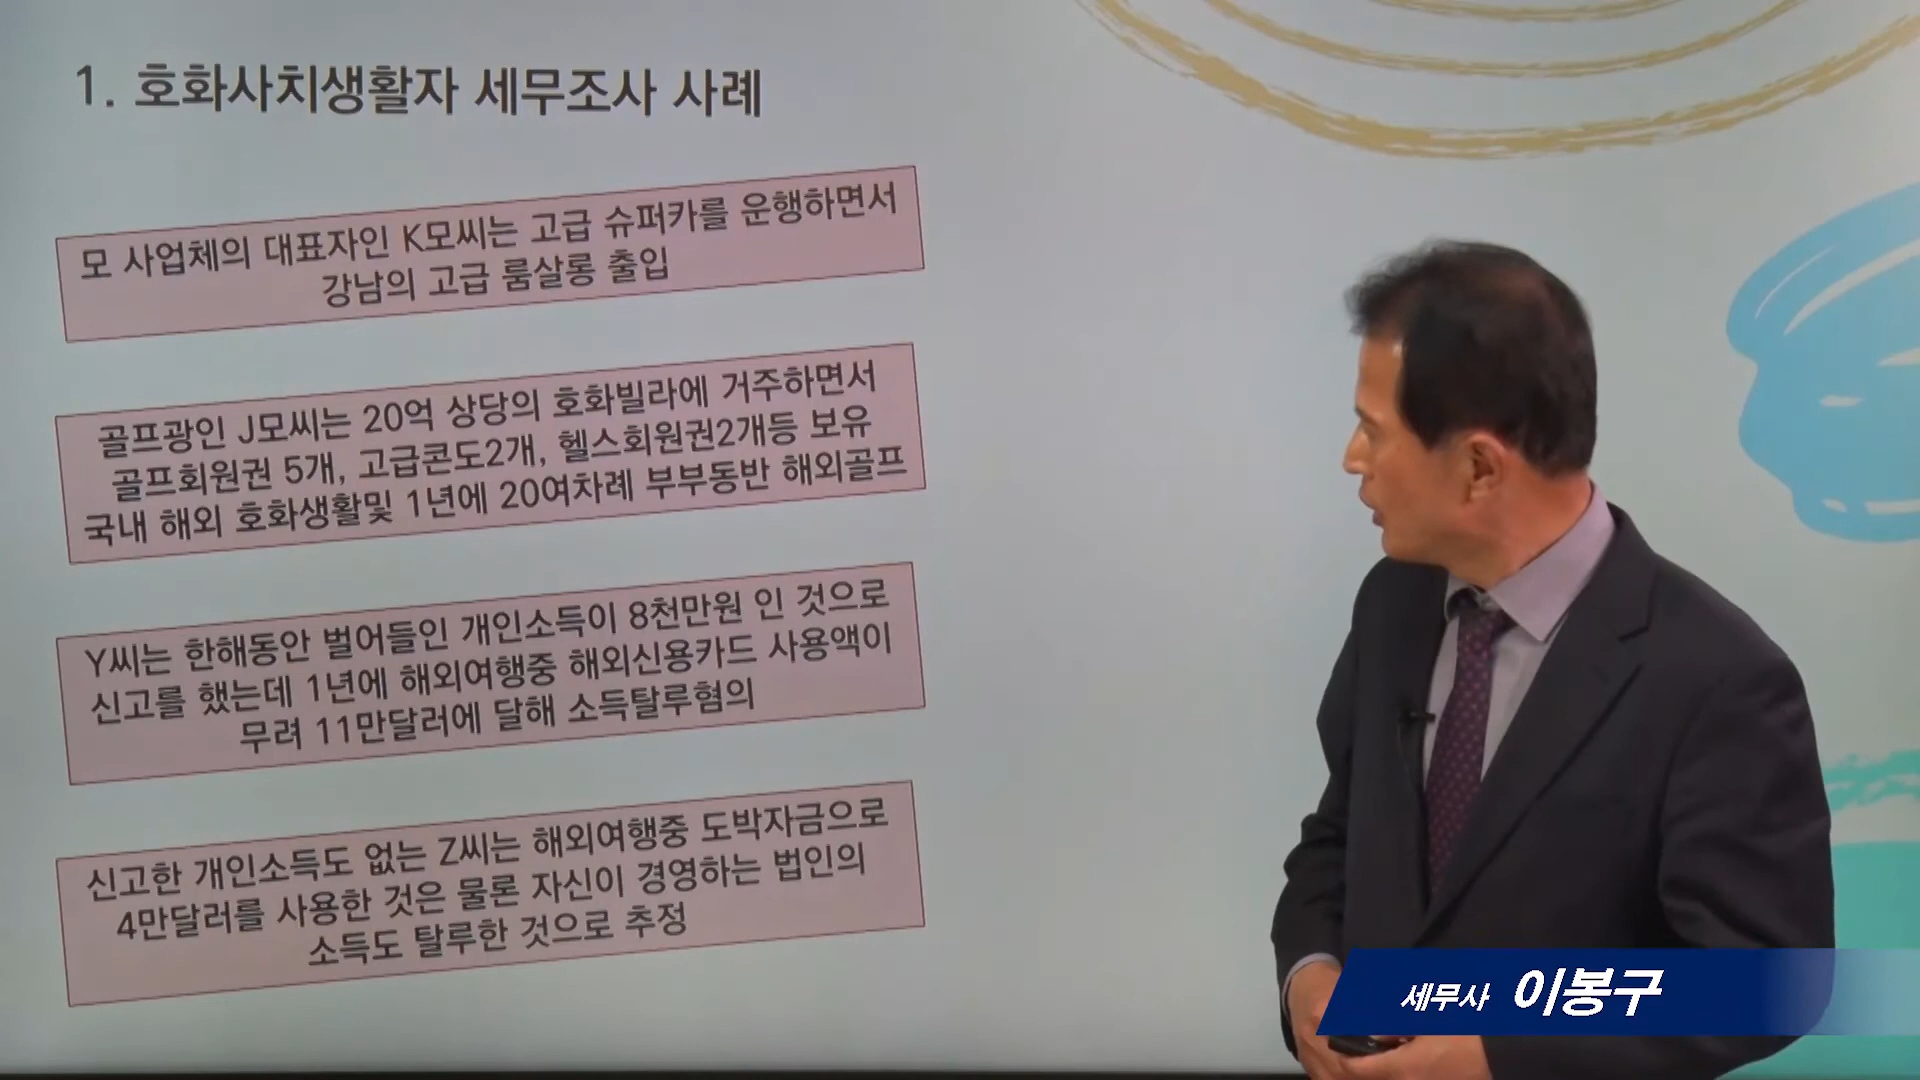 1. 호화사치생활자 세무조사 사례
모 사업체의 대표자인 K모씨는 고급 슈퍼카를 운행하면서
강남의 고급 룸살롱 출입
골프광인 J모씨는 20억 상당의 호화빌라에 거주하면서
골프회원권 5개, 고급콘도2개, 헬스회원권2개등 보유
국내 해외 호화생활및 1년에 20여차례 부부동반 해외골프
Y씨는 한해동안 벌어들인 개인소득이 8천만원 인 것으로
신고를 했는데 1년에 해외여행중 해외신용카드 사용액이
무려 11만달러에 달해 소득탈루혐의
신고한 개인소득도 없는 Z씨는 해외여행중 도박자금으로
4만달러를 사용한 것은 물론 자신이 경영하는 법인의
소득도 탈루한 것으로 추정
세무사 이봉구